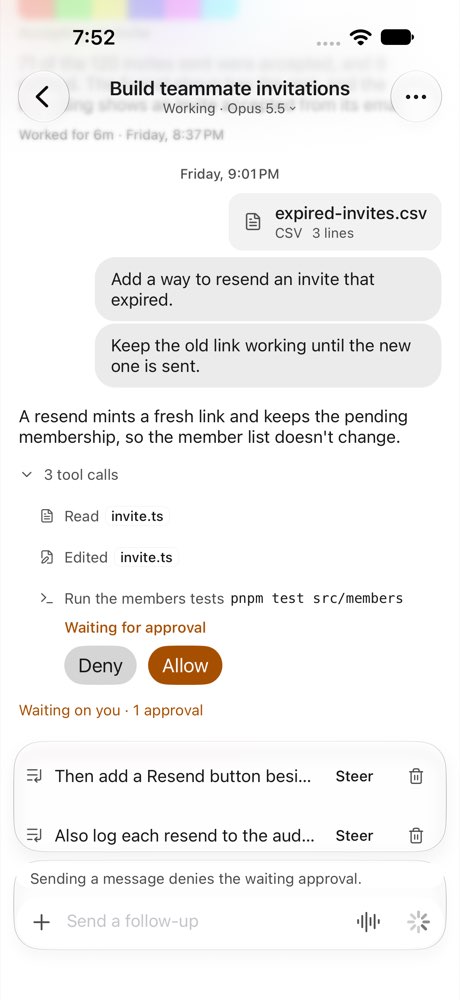 7:52
Build teammate invitations
Working · Opus 5.5
Worked for 6m · Friday, 8:37 PM
Friday, 9:01 PM
expired-invites.csv
CSV 3 lines
Add a way to resend an invite that
expired.
Keep the old link working until the new
one is sent.
A resend mints a fresh link and keeps the pending
membership, so the member list doesn't change.
3 tool calls
Read invite.ts
Edited invite.ts
Run the members tests pnpm test src/members
Waiting for approval
Deny Allow
Waiting on you · 1 approval
Then add a Resend button besi... Steer
Also log each resend to the aud... Steer
Sending a message denies the waiting approval.
Send a follow-up